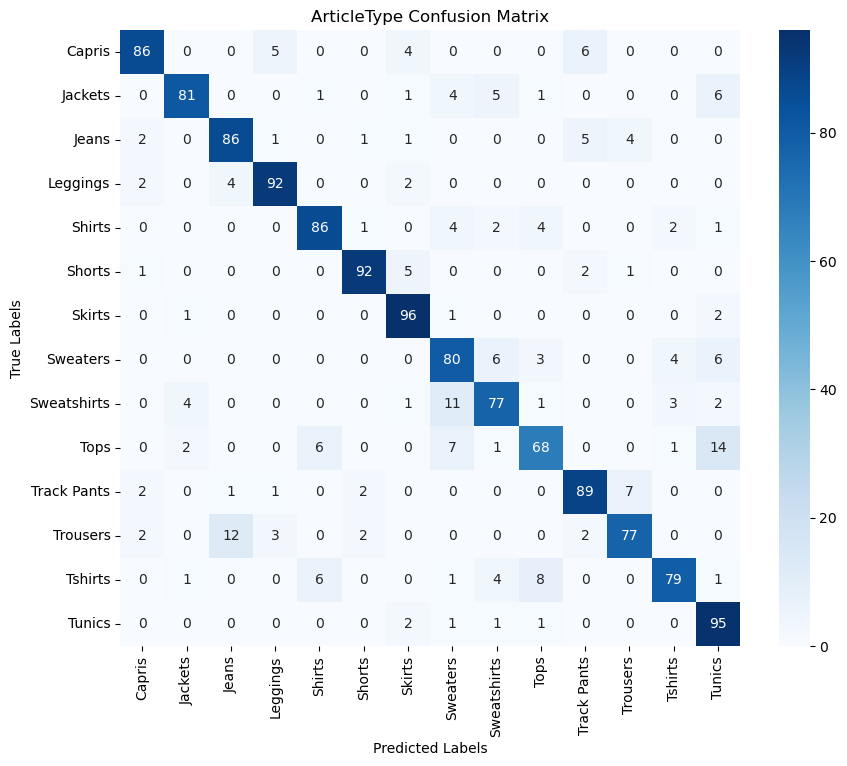 ArticleType Confusion Matrix
Capris 86 0 0 5 0 0 4 0 0 0 6 0 0 0
Jackets 0 81 0 0 1 0 1 4 5 1 0 0 0 6
Jeans 2 0 86 1 0 1 1 0 0 0 5 4 0 0
Leggings 2 0 4 92 0 0 2 0 0 0 0 0 0 0
Shirts 0 0 0 0 86 1 0 4 2 4 0 0 2 1
Shorts 1 0 0 0 0 92 5 0 0 0 2 1 0 0
Skirts 0 1 0 0 0 0 96 1 0 0 0 0 0 2
Sweaters 0 0 0 0 0 0 0 80 6 3 0 0 4 6
Sweatshirts 0 4 0 0 0 0 1 11 77 1 0 0 3 2
Tops 0 2 0 0 6 0 0 7 1 68 0 0 1 14
Track Pants 2 0 1 1 0 2 0 0 0 0 89 7 0 0
Trousers 2 0 12 3 0 2 0 0 0 0 2 77 0 0
Tshirts 0 1 0 0 6 0 0 1 4 8 0 0 79 1
Tunics 0 0 0 0 0 0 2 1 1 1 0 0 0 95
True Labels
Capris Jackets Jeans Leggings Shirts Shorts Skirts Sweaters Sweatshirts Tops Track Pants Trousers Tshirts Tunics
Predicted Labels
80
60
40
20
0